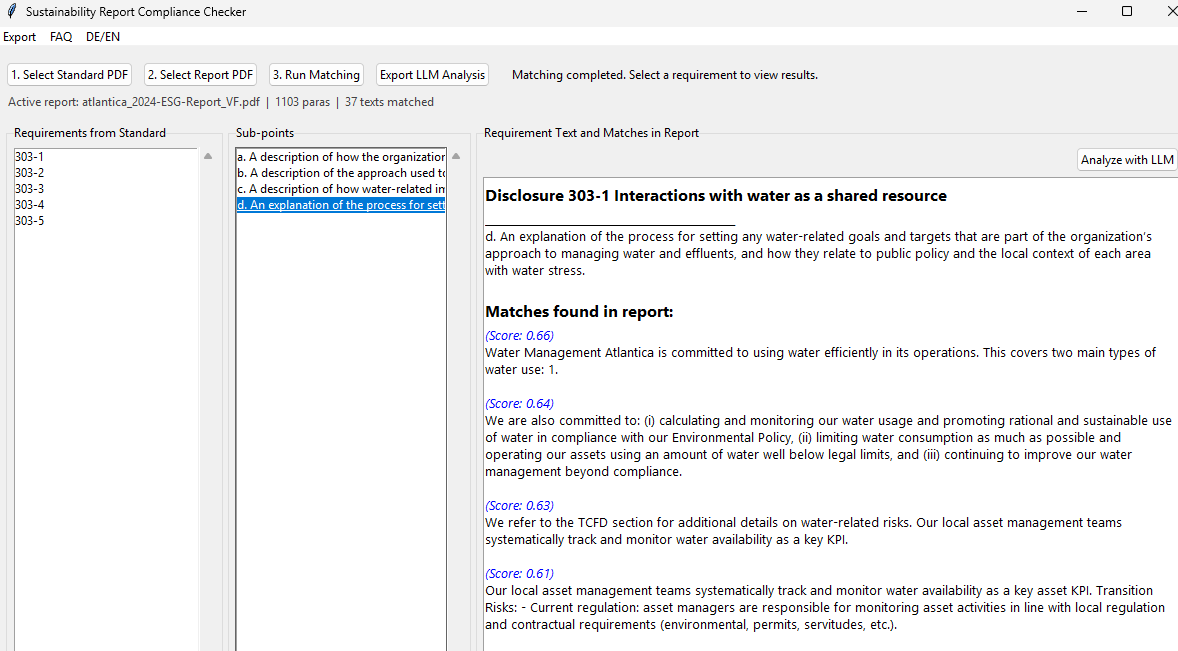 Sustainability Report Compliance Checker
Export FAQ DE/EN
1. Select Standard PDF 2. Select Report PDF 3. Run Matching Export LLM Analysis Matching completed. Select a requirement to view results.
Active report: atlantica_2024-ESG-Report_VF.pdf | 1103 paras | 37 texts matched
Requirements from Standard
303-1
303-2
303-3
303-4
303-5
Sub-points
a. A description of how the organization
b. A description of the approach used to
c. A description of how water-related im
d. An explanation of the process for sett
Requirement Text and Matches in Report
Analyze with LLM
Disclosure 303-1 Interactions with water as a shared resource
d. An explanation of the process for setting any water-related goals and targets that are part of the organization's
approach to managing water and effluents, and how they relate to public policy and the local context of each area
with water stress.
Matches found in report:
(Score: 0.66)
Water Management Atlantica is committed to using water efficiently in its operations. This covers two main types of
water use: 1.
(Score: 0.64)
We are also committed to: (i) calculating and monitoring our water usage and promoting rational and sustainable use
of water in compliance with our Environmental Policy, (ii) limiting water consumption as much as possible and
operating our assets using an amount of water well below legal limits, and (iii) continuing to improve our water
management beyond compliance.
(Score: 0.63)
We refer to the TCFD section for additional details on water-related risks. Our local asset management teams
systematically track and monitor water availability as a key KPI.
(Score: 0.61)
Our local asset management teams systematically track and monitor water availability as a key asset KPI. Transition
Risks: - Current regulation: asset managers are responsible for monitoring asset activities in line with local regulation
and contractual requirements (environmental, permits, servitudes, etc.).